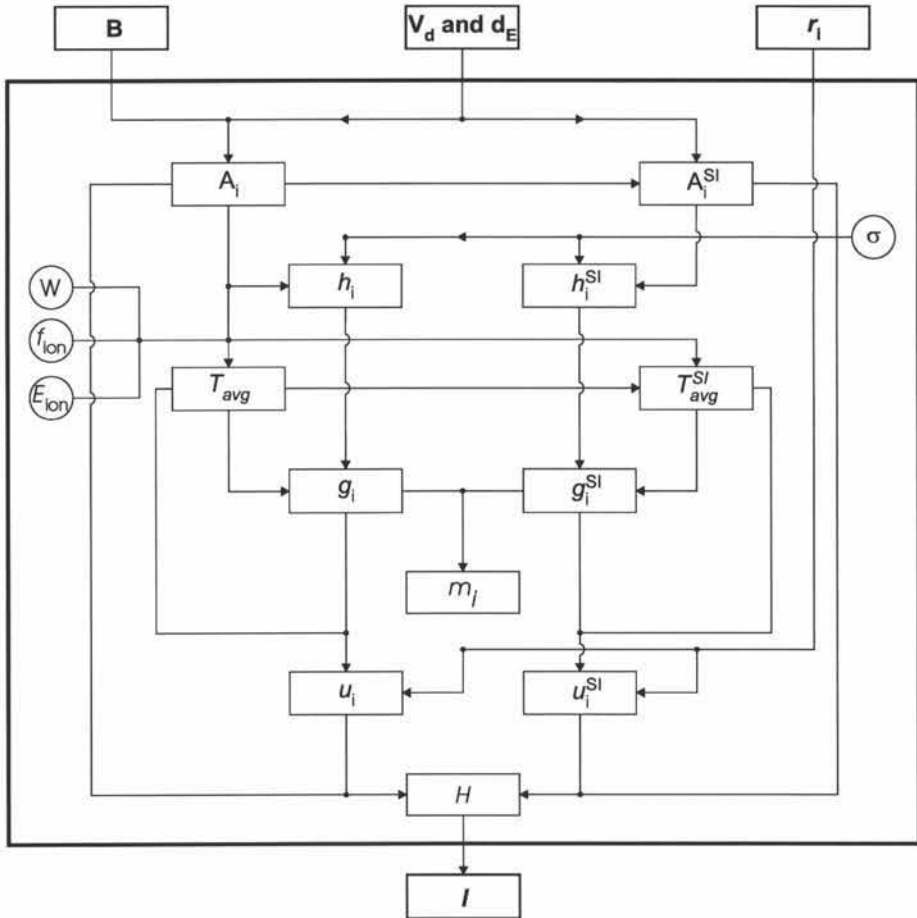 B
V_d and d_E
r_i
A_i
A_i^SI
σ
h_i
h_i^SI
W
f_ion
E_ion
T_avg
T_avg^SI
g_i
g_i^SI
m_j
u_i
u_i^SI
H
I